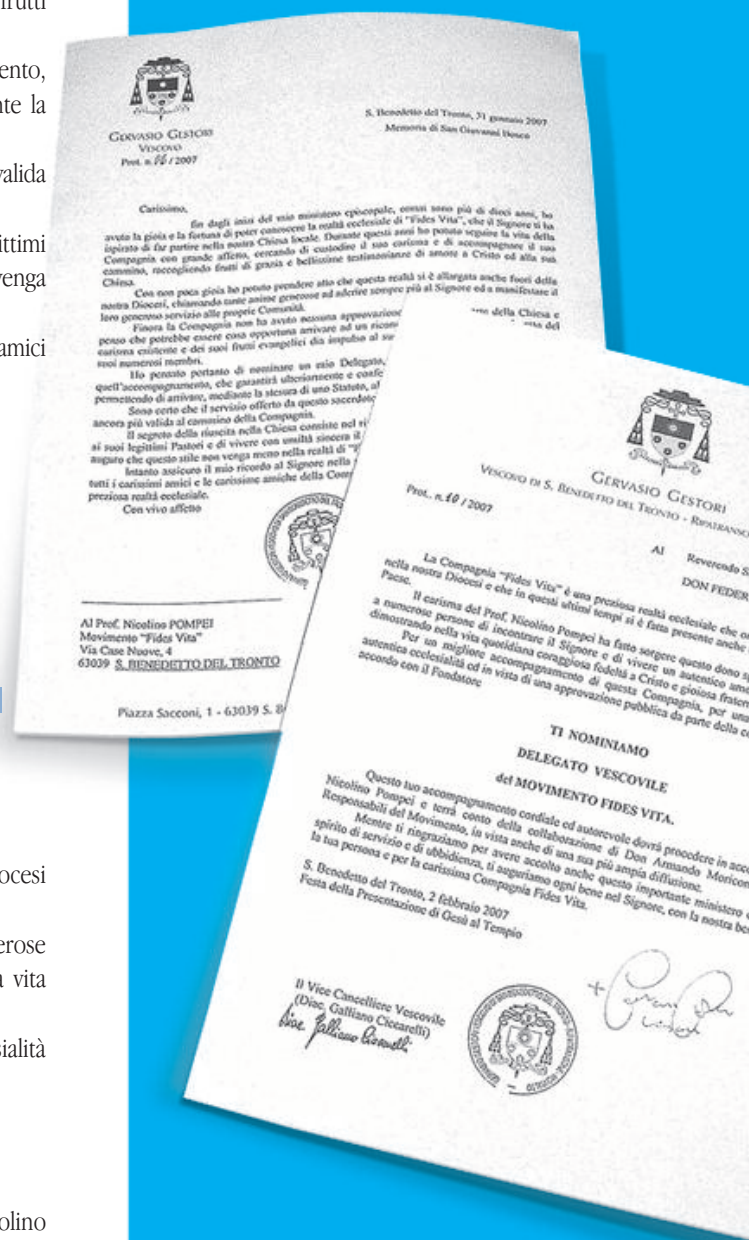 frutti
ento,
nte la
valida
ittimi
venga
amici
ocesi
erose
a vita
sialità
olino
GERVASIO GESTORI
VESCOVO
Prot. n. 06 / 2007
S. Benedetto del Tronto, 31 gennaio 2007
Memoria di San Giovanni Bosco
Carissimo,
fin dagli inizi del mio ministero episcopale, ormai sono più di dieci anni, ho
avuto la gioia e la fortuna di poter conoscere la realtà ecclesiale di "Fides Vita", che il Signore ti ha
ispirato di far partire nella nostra Chiesa locale. Durante questi anni ho potuto seguire la vita della
Compagnia con grande affetto, cercando di custodire il suo carisma e di accompagnare il suo
cammino, raccogliendo frutti di grazia e bellissime testimonianze di amore a Cristo ed alla sua
Chiesa.
Con non poca gioia ho potuto prendere atto che questa realtà si è allargata anche fuori della
nostra Diocesi, chiamando tante anime generose ad aderire sempre più al Signore ed a manifestare il
loro generoso servizio alle proprie Comunità.
Finora la Compagnia non ha avuto nessuna approvazione della Chiesa e
penso che potrebbe essere cosa opportuna arrivare ad un del
carisma esistente e dei suoi frutti evangelici dia impulso al
suoi numerosi membri.
Ho pensato portanto di nominare un mio Delegato,
quell'accompagnamento, che garantirà ulteriormente e
permettendo di arrivare, mediante la stesura di uno Statuto,
Sono certo che il servizio offerto da questo sacerdote
ancora più valida al cammino della Compagnia.
Il segreto della riuscita nella Chiesa consiste nel
ai suoi legittimi Pastori e di vivere con umiltà sincera il
auguro che questo stile non venga meno nella realtà di
Intanto assicuro il mio ricordo al Signore nella
tutti i carissimi amici e le carissime amiche della
preziosa realtà ecclesiale.
Con vivo affetto
Al Prof. Nicolino POMPEI
Movimento "Fides Vita"
Via Case Nuove, 4
63039 S. BENEDETTO DEL TRONTO
Piazza Sacconi, 1 - 63039 S.
GERVASIO GESTORI
VESCOVO DI S. BENEDETTO DEL TRONTO - RIPATRANSO
Prot. n. 10 / 2007
Al Reverendo S
DON FEDER
La Compagnia "Fides Vita" è una preziosa realtà ecclesiale che
nella nostra Diocesi e che in questi ultimi tempi si è fatta presente anche
Paese.
Il carisma del Prof. Nicolino Pompei ha fatto sorgere questo dono
a numerose persone di incontrare il Signore e di vivere un autentico
dimostrando nella vita quotidiana coraggiosa fedeltà a Cristo e gioiosa
Per un migliore accompagnamento di questa Compagnia, per una
autentica ecclesialità ed in vista di una approvazione pubblica da parte della
accordo con il Fondatore
TI NOMINIAMO
DELEGATO VESCOVILE
del MOVIMENTO FIDES VITA.
Questo tuo accompagnamento cordiale ed autorevole dovrà procedere in
Nicolino Pompei e terrà conto della collaborazione di Don Armando
Responsabili del Movimento, in vista anche di una sua più ampia diffusione.
Mentre ti ringraziamo per avere accolto anche questo importante ministero
spirito di servizio e di ubbidienza, ti auguriamo ogni bene nel Signore, con la nostra
la tua persona e per la carissima Compagnia Fides Vita.
S. Benedetto del Tronto, 2 febbraio 2007
Festa della Presentazione di Gesù al Tempio
Il Vice Cancelliere Vescovile
(Diac. Galliano Ciccarelli)
Diac. Galliano Ciccarelli